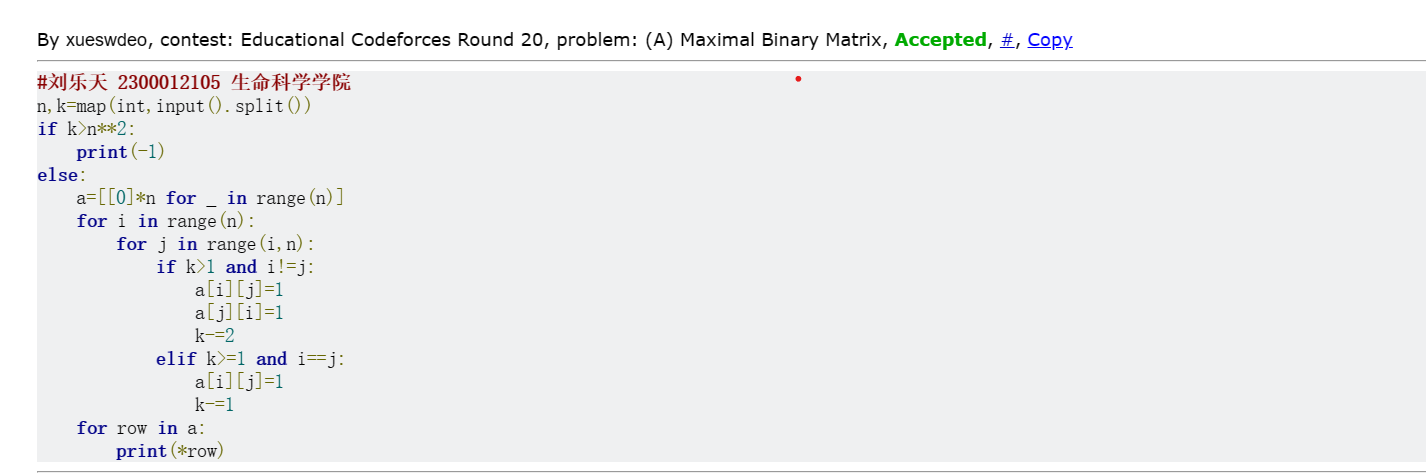 By xueswdeo, contest: Educational Codeforces Round 20, problem: (A) Maximal Binary Matrix, Accepted, #, Copy
#刘乐天 2300012105 生命科学学院
n,k=map(int,input().split())
if k>n**2:
    print(-1)
else:
    a=[[0]*n for _ in range(n)]
    for i in range(n):
        for j in range(i,n):
            if k>1 and i!=j:
                a[i][j]=1
                a[j][i]=1
                k-=2
            elif k>=1 and i==j:
                a[i][j]=1
                k-=1
    for row in a:
        print(*row)